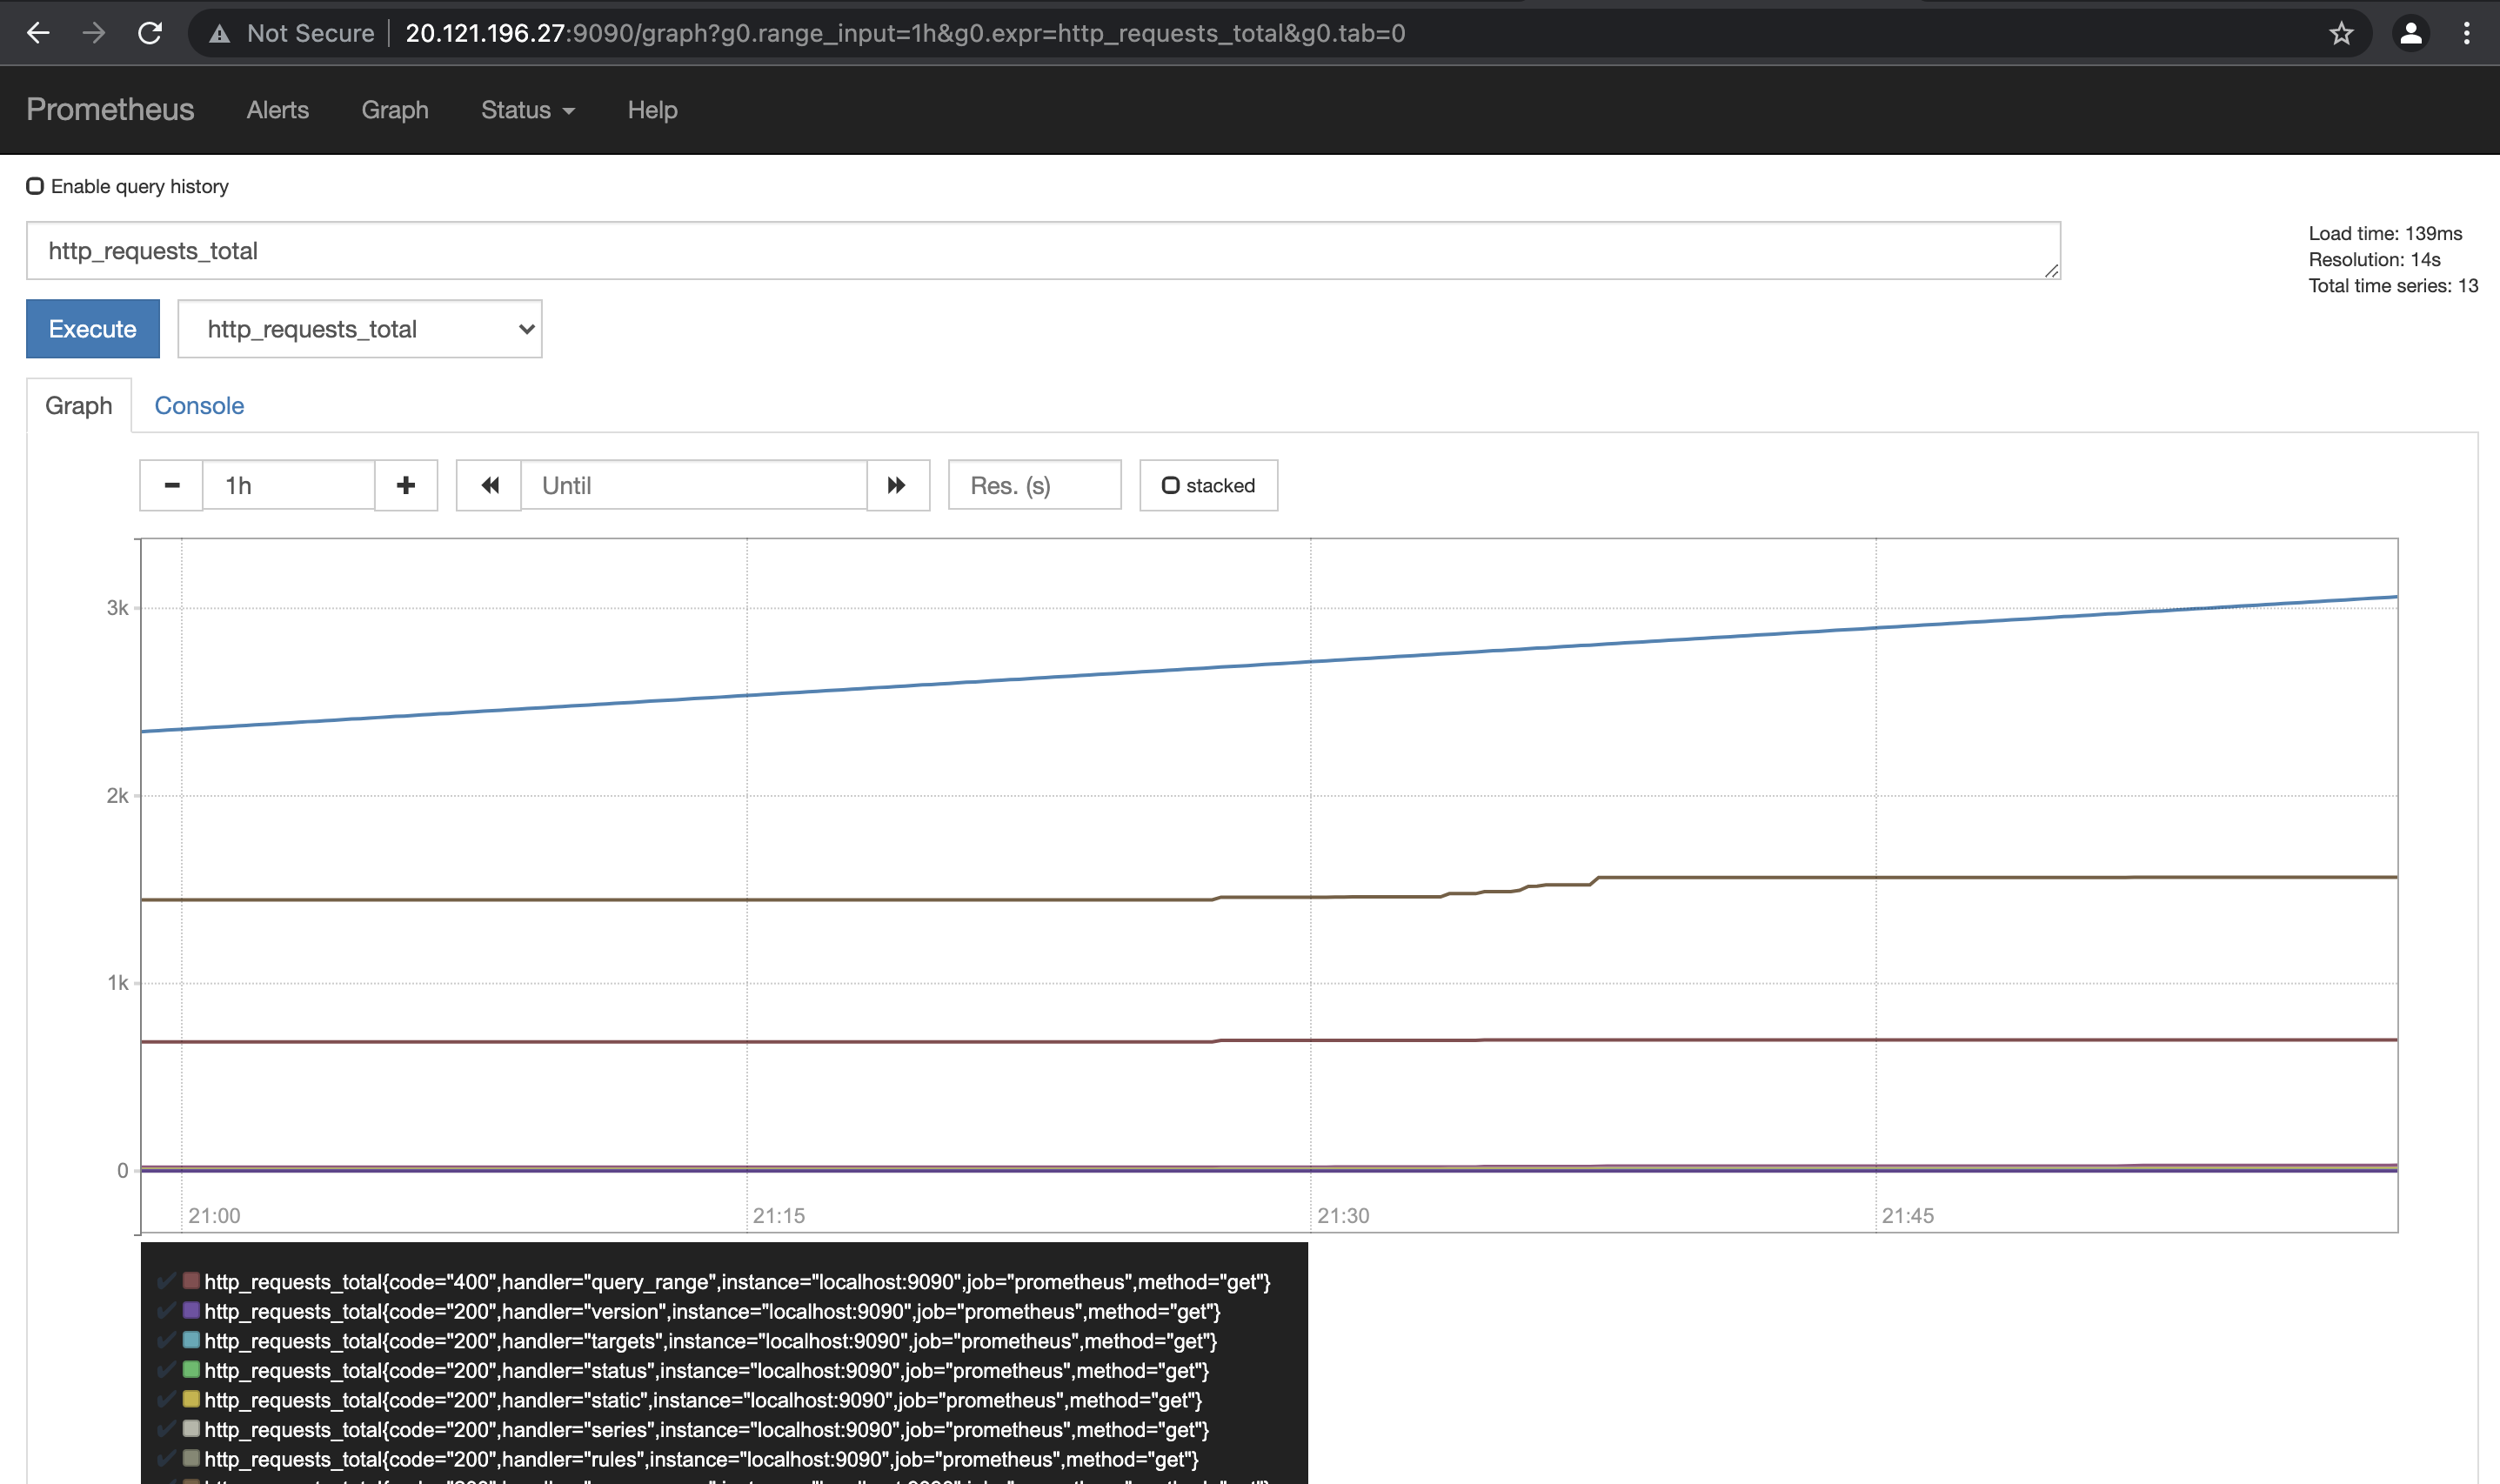 Not Secure 20.121.196.27:9090/graph?g0.range_input=1h&g0.expr=http_requests_total&g0.tab=0
Prometheus Alerts Graph Status Help
Enable query history
http_requests_total
Load time: 139ms
Resolution: 14s
Total time series: 13
Execute http_requests_total
Graph Console
1h Until Res. (s) stacked
3k
2k
1k
0
21:00 21:15 21:30 21:45
http_requests_total{code="400",handler="query_range",instance="localhost:9090",job="prometheus",method="get"}
http_requests_total{code="200",handler="version",instance="localhost:9090",job="prometheus",method="get"}
http_requests_total{code="200",handler="targets",instance="localhost:9090",job="prometheus",method="get"}
http_requests_total{code="200",handler="status",instance="localhost:9090",job="prometheus",method="get"}
http_requests_total{code="200",handler="static",instance="localhost:9090",job="prometheus",method="get"}
http_requests_total{code="200",handler="series",instance="localhost:9090",job="prometheus",method="get"}
http_requests_total{code="200",handler="rules",instance="localhost:9090",job="prometheus",method="get"}